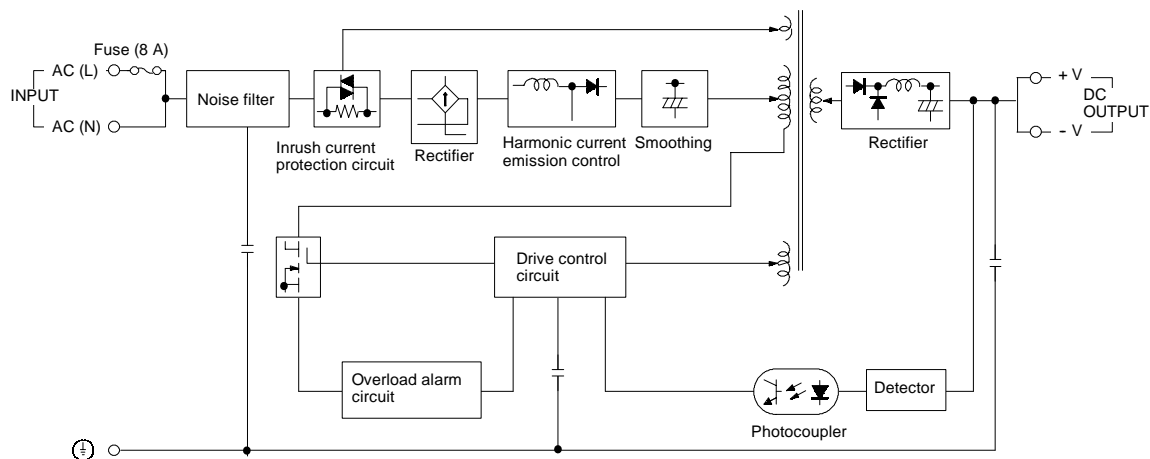 Fuse (8 A)
AC (L)
INPUT
AC (N)
Noise filter
Inrush current
protection circuit
Rectifier
Harmonic current
emission control
Smoothing
Rectifier
+ V
DC
OUTPUT
– V
Drive control
circuit
Overload alarm
circuit
Photocoupler
Detector